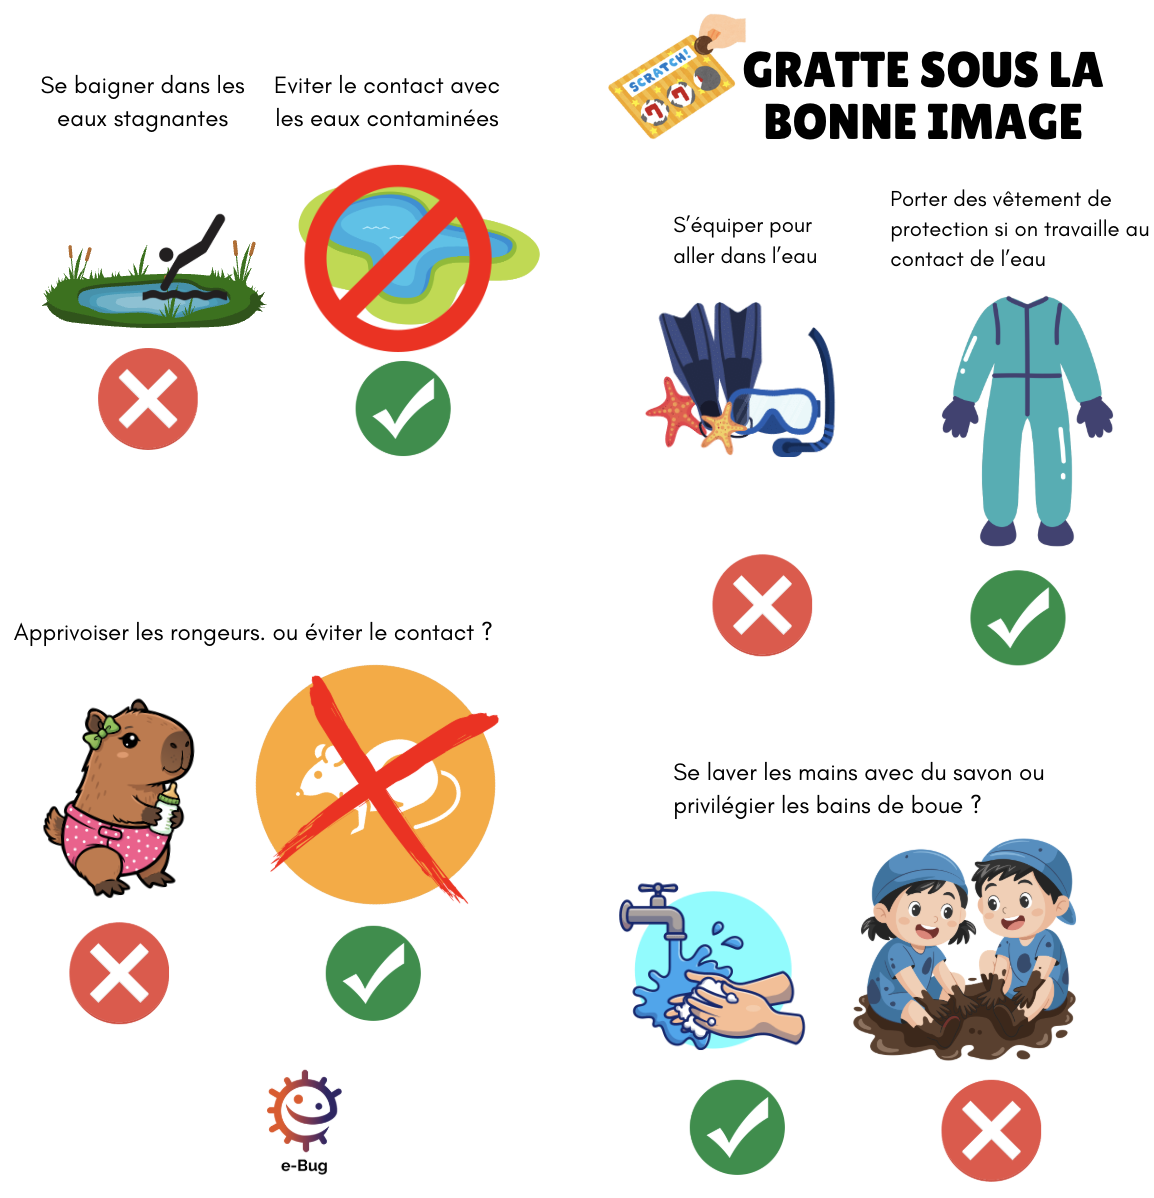 SCRATCH!
GRATTE SOUS LA
BONNE IMAGE
Se baigner dans les
eaux stagnantes
Eviter le contact avec
les eaux contaminées
S'équiper pour
aller dans l'eau
Porter des vêtement de
protection si on travaille au
contact de l'eau
Apprivoiser les rongeurs. ou éviter le contact ?
Se laver les mains avec du savon ou
privilégier les bains de boue ?
e-Bug